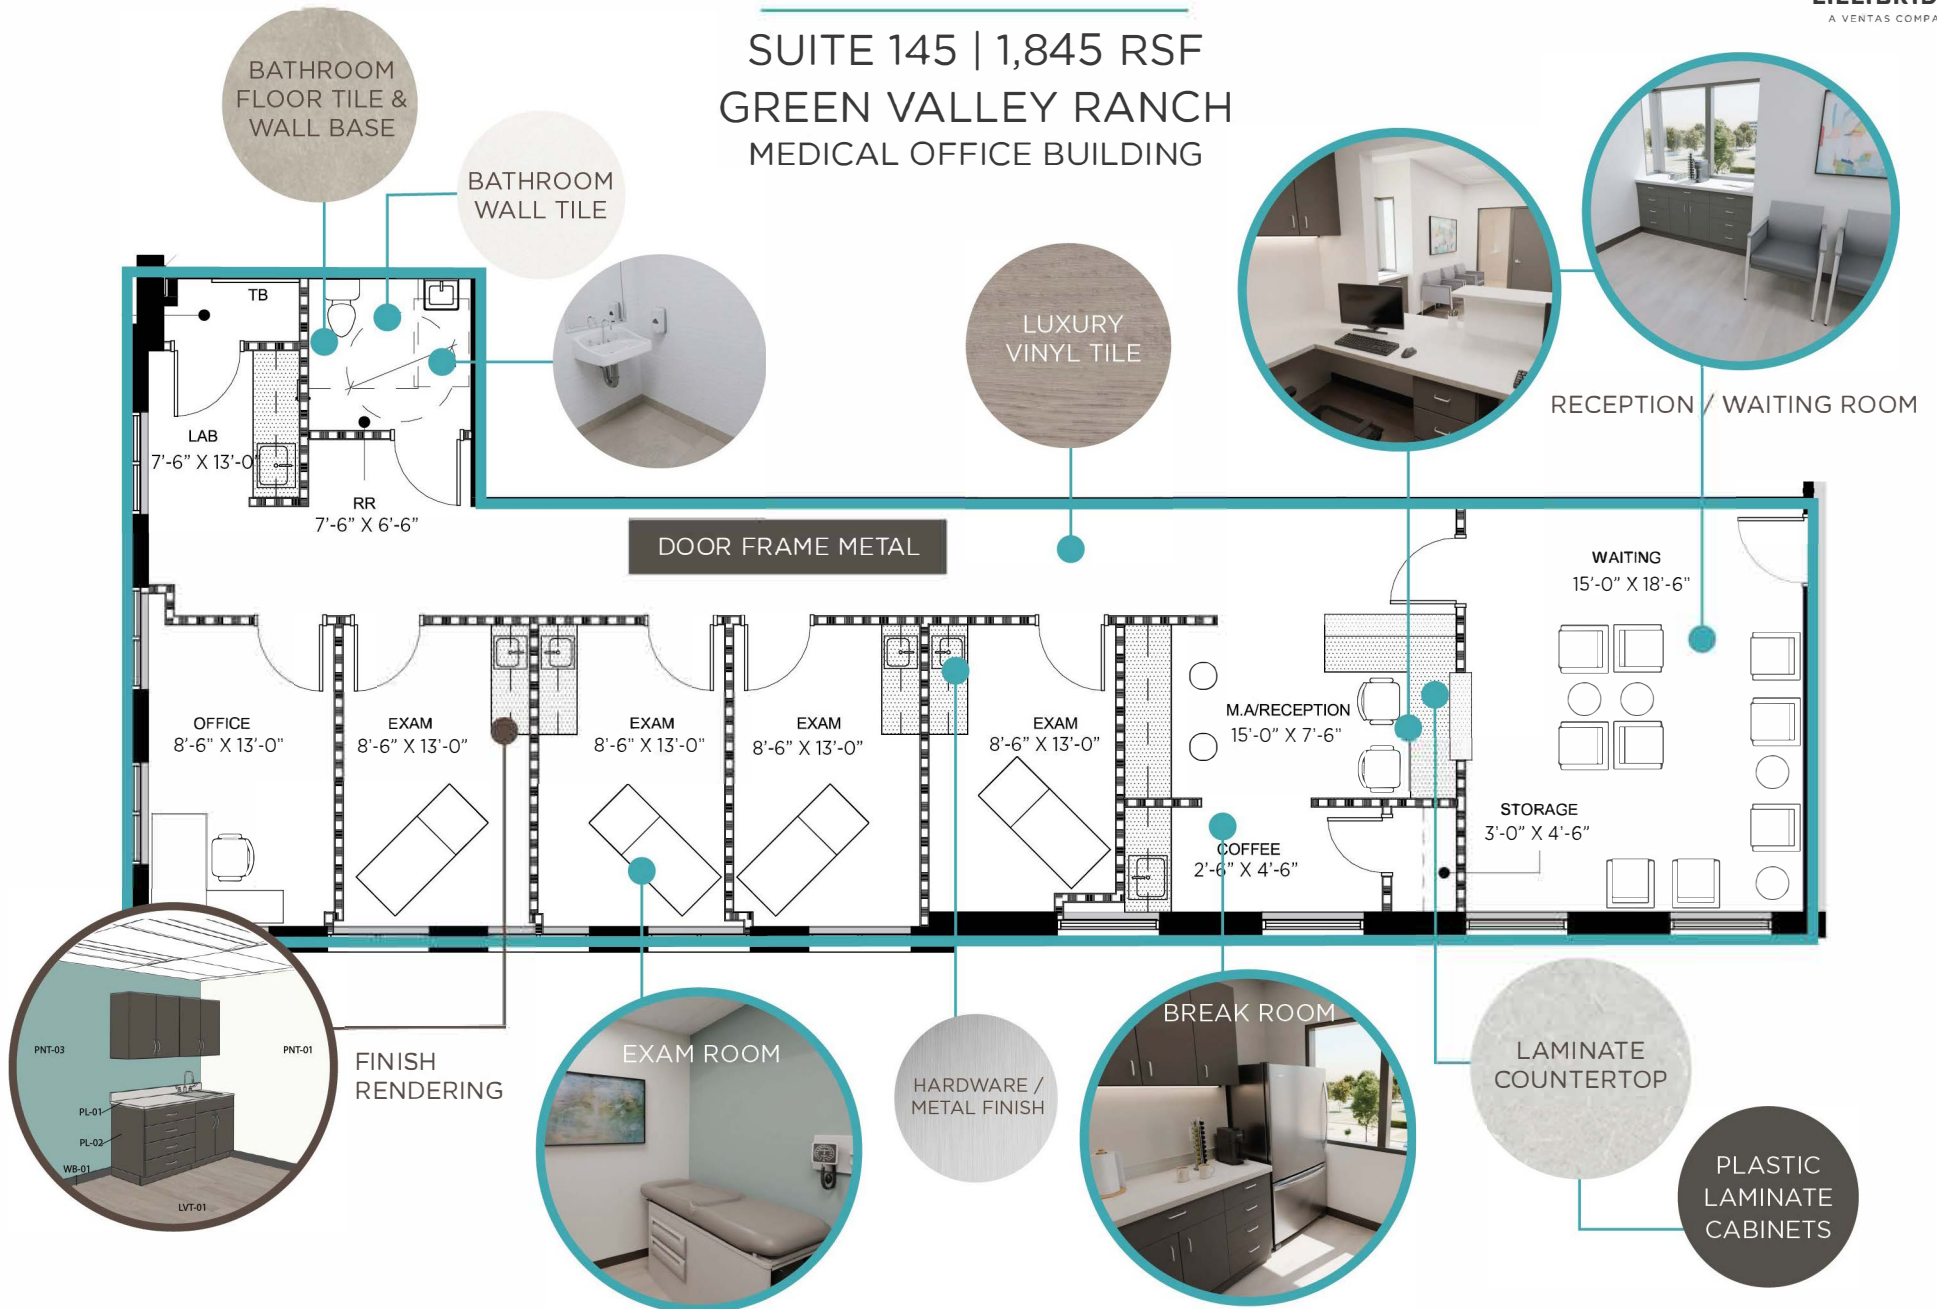 A VENTAS COMPA
SUITE 145 | 1,845 RSF
GREEN VALLEY RANCH
MEDICAL OFFICE BUILDING
BATHROOM
FLOOR TILE &
WALL BASE
BATHROOM
WALL TILE
LUXURY
VINYL TILE
RECEPTION / WAITING ROOM
TB
LAB
7'-6" X 13'-0"
RR
7'-6" X 6'-6"
DOOR FRAME METAL
WAITING
15'-0" X 18'-6"
OFFICE
8'-6" X 13'-0"
EXAM
8'-6" X 13'-0"
EXAM
8'-6" X 13'-0"
EXAM
8'-6" X 13'-0"
EXAM
8'-6" X 13'-0"
M.A/RECEPTION
15'-0" X 7'-6"
STORAGE
3'-0" X 4'-6"
COFFEE
2'-6" X 4'-6"
PNT-03
PNT-01
PL-01
PL-02
WB-01
LVT-01
FINISH
RENDERING
EXAM ROOM
HARDWARE /
METAL FINISH
BREAK ROOM
LAMINATE
COUNTERTOP
PLASTIC
LAMINATE
CABINETS